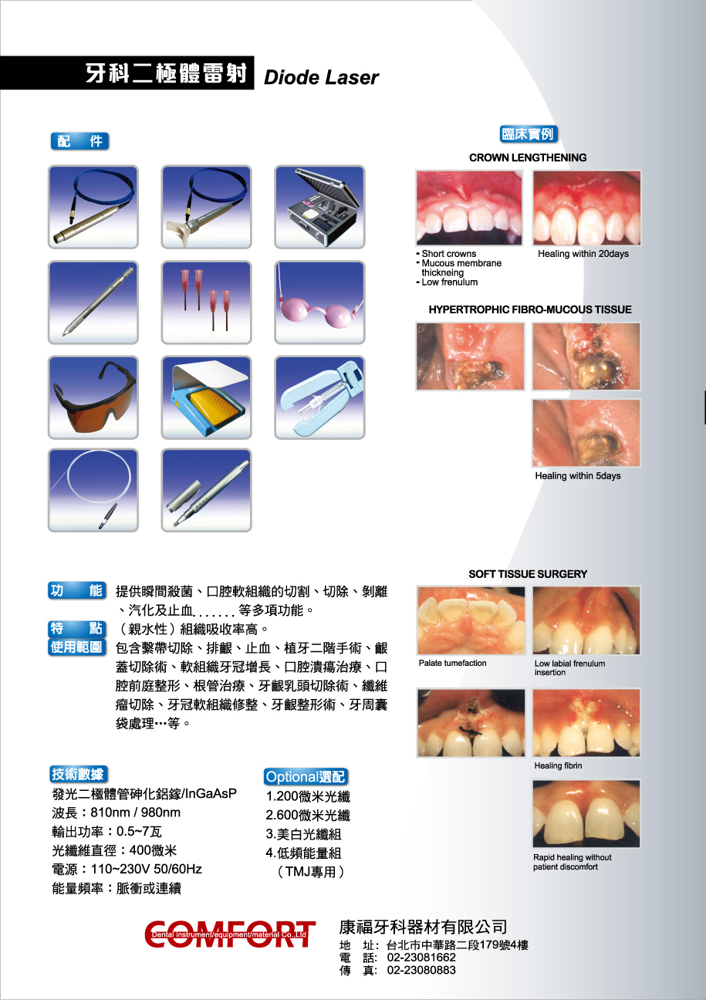 牙科二極體雷射 Diode Laser
配 件
功 能 提供瞬間殺菌、口腔軟組織的切割、切除、剝離
、汽化及止血.......等多項功能。
特 點 （親水性）組織吸收率高。
使用範圍 包含繫帶切除、排齦、止血、植牙二階手術、齦
蓋切除術、軟組織牙冠增長、口腔潰瘍治療、口
腔前庭整形、根管治療、牙齦乳頭切除術、纖維
瘤切除、牙冠軟組織修整、牙齦整形術、牙周囊
袋處理…等。
技術數據
發光二極體管砷化鋁鎵/InGaAsP
波長：810nm / 980nm
輸出功率：0.5~7瓦
光纖維直徑：400微米
電源：110~230V 50/60Hz
能量頻率：脈衝或連續
Optional選配
1.200微米光纖
2.600微米光纖
3.美白光纖組
4.低頻能量組
（TMJ專用）
臨床實例
CROWN LENGTHENING
- Short crowns
- Mucous membrane
thickneing
- Low frenulum
Healing within 20days
HYPERTROPHIC FIBRO-MUCOUS TISSUE
Healing within 5days
SOFT TISSUE SURGERY
Palate tumefaction
Low labial frenulum
insertion
Healing fibrin
Rapid healing without
patient discomfort
COMFORT
Dental instrument/equipment/material Co.,Ltd
康福牙科器材有限公司
地 址: 台北市中華路二段179號4樓
電 話: 02-23081662
傳 真: 02-23080883